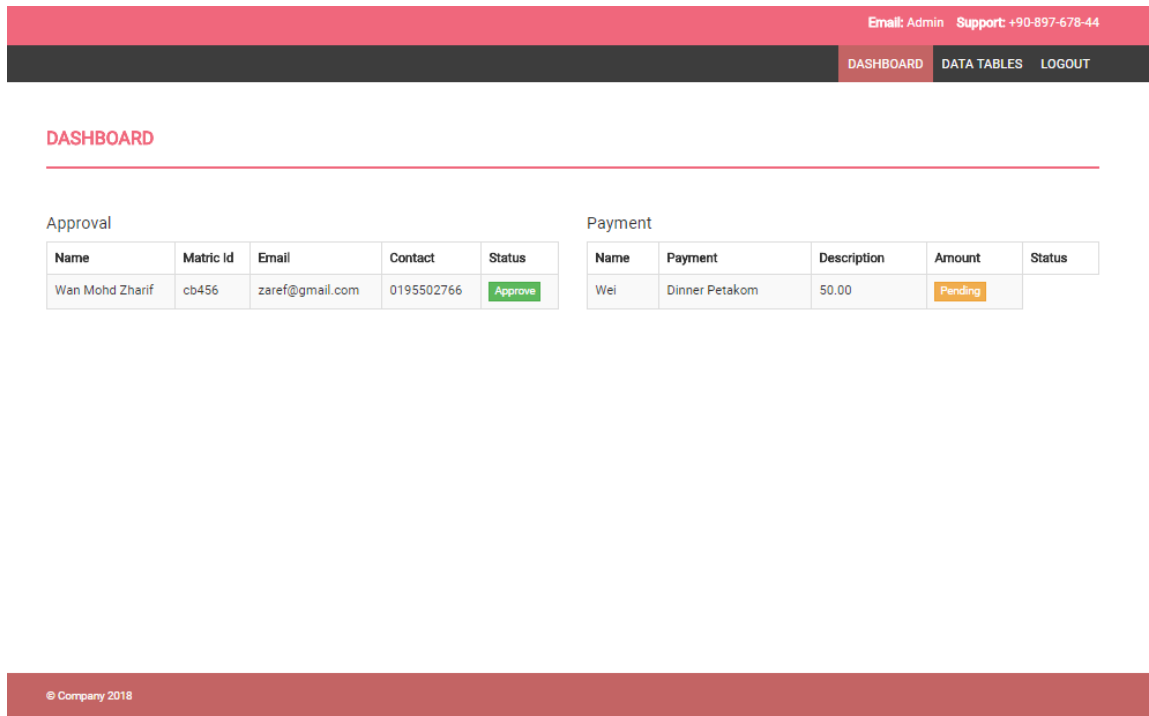 Email: Admin Support: +90-897-678-44
DASHBOARD DATA TABLES LOGOUT
DASHBOARD
Approval
Name Matric Id Email Contact Status
Wan Mohd Zharif cb456 zaref@gmail.com 0195502766 Approve
Payment
Name Payment Description Amount Status
Wei Dinner Petakom 50.00 Pending
© Company 2018